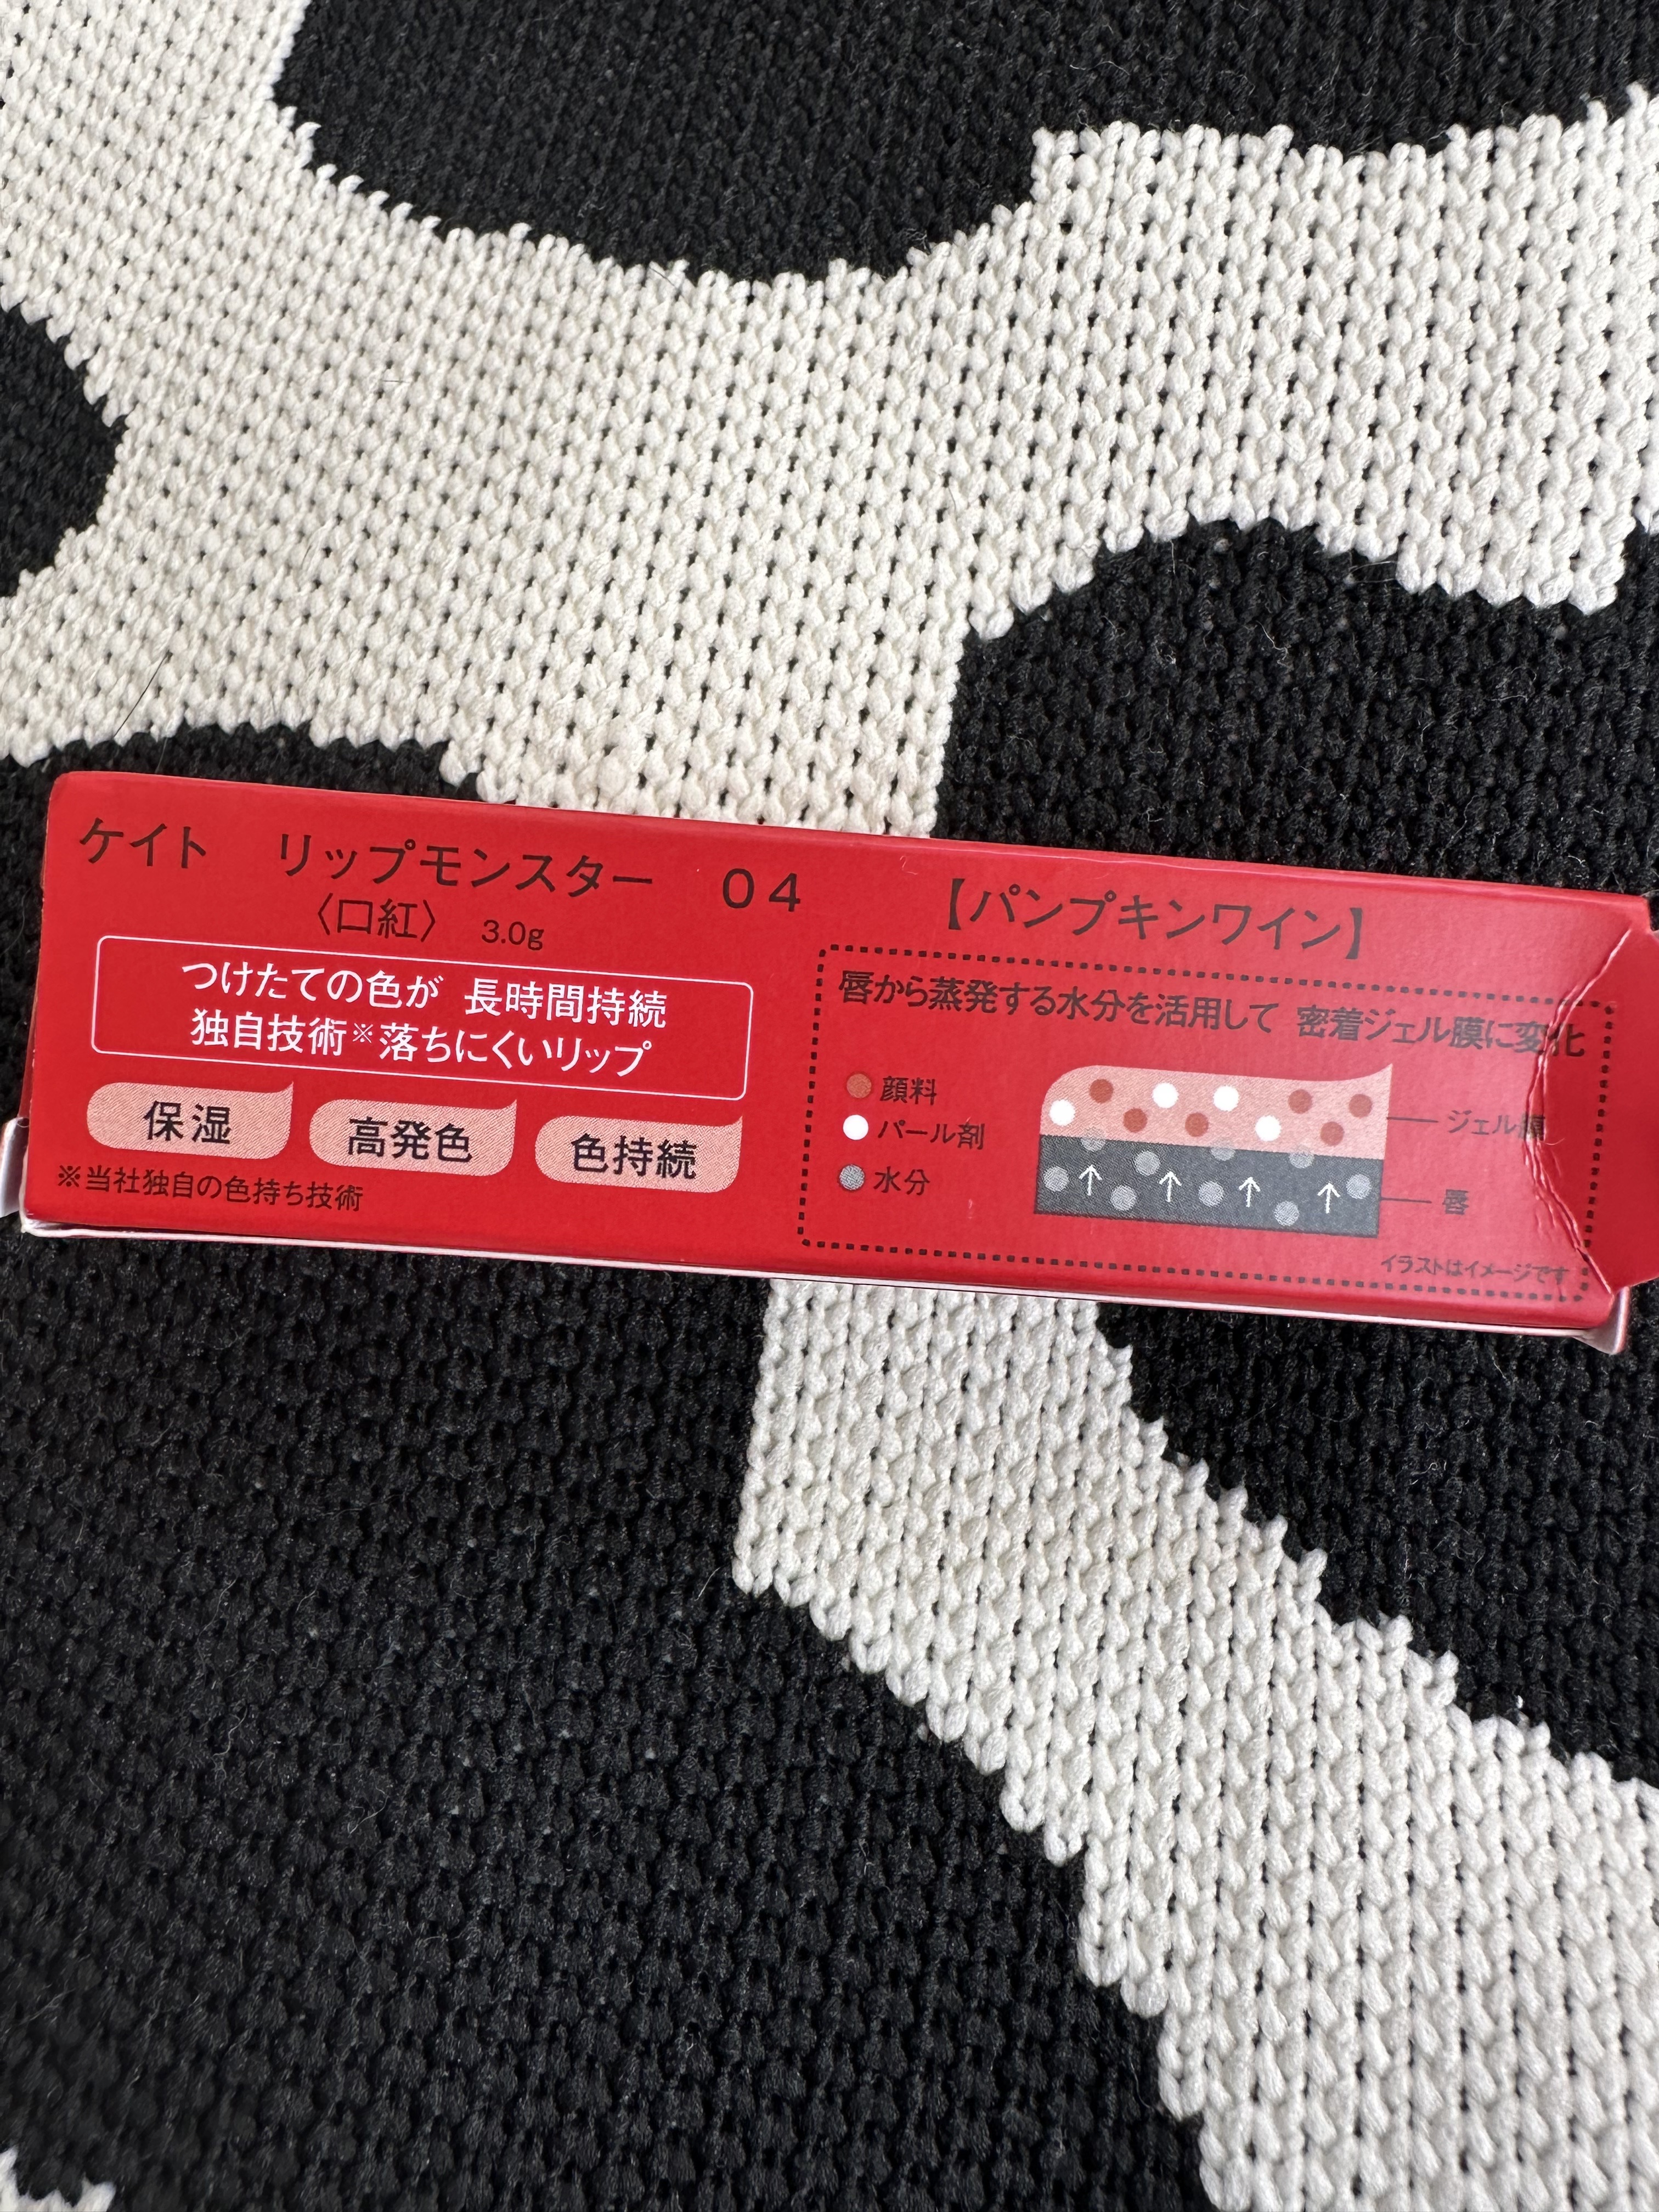 ケイト リップモンスター 04 【パンプキンワイン】
〈口紅〉 3.0g
つけたての色が 長時間持続
独自技術※落ちにくいリップ
保湿
高発色
色持続
※当社独自の色持ち技術
唇から蒸発する水分を活用して 密着ジェル膜に変化
顔料
パール剤
水分
ジェル膜
唇
イラストはイメージです